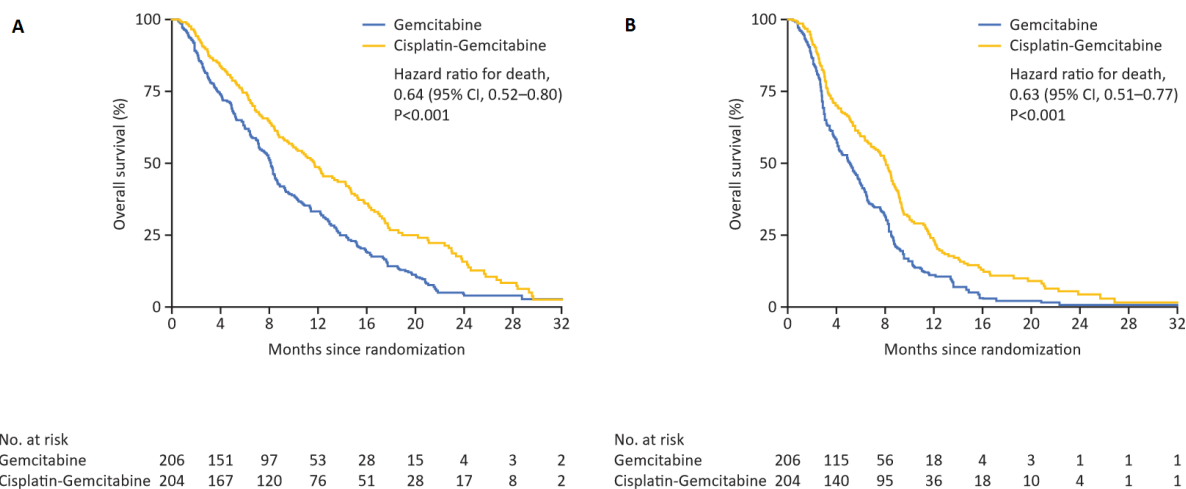 A
Overall survival (%)
100
75
50
25
0
Gemcitabine
Cisplatin-Gemcitabine
Hazard ratio for death,
0.64 (95% CI, 0.52–0.80)
P<0.001
0 4 8 12 16 20 24 28 32
Months since randomization
No. at risk
Gemcitabine 206 151 97 53 28 15 4 3 2
Cisplatin-Gemcitabine 204 167 120 76 51 28 17 8 2
B
Overall survival (%)
100
75
50
25
0
Gemcitabine
Cisplatin-Gemcitabine
Hazard ratio for death,
0.63 (95% CI, 0.51–0.77)
P<0.001
0 4 8 12 16 20 24 28 32
Months since randomization
No. at risk
Gemcitabine 206 115 56 18 4 3 1 1 1
Cisplatin-Gemcitabine 204 140 95 36 18 10 4 1 1